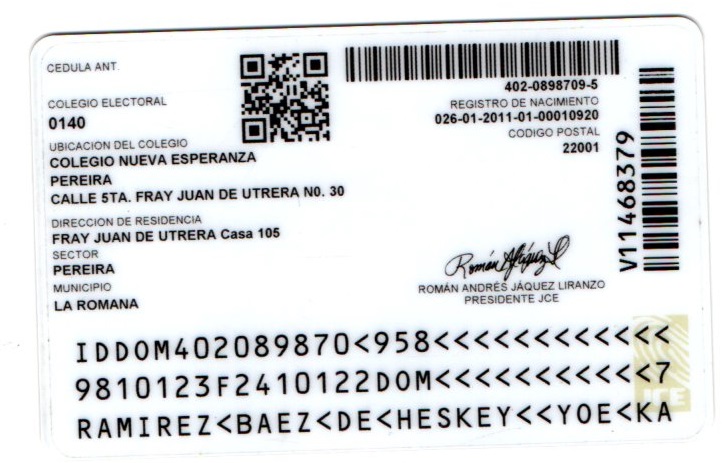 CEDULA ANT.
COLEGIO ELECTORAL
0140
UBICACION DEL COLEGIO
COLEGIO NUEVA ESPERANZA
PEREIRA
CALLE 5TA. FRAY JUAN DE UTRERA N0. 30
DIRECCION DE RESIDENCIA
FRAY JUAN DE UTRERA Casa 105
SECTOR
PEREIRA
MUNICIPIO
LA ROMANA
402-0898709-5
REGISTRO DE NACIMIENTO
026-01-2011-01-00010920
CODIGO POSTAL
22001
V11468379
ROMÁN ANDRÉS JÁQUEZ LIRANZO
PRESIDENTE JCE
JCE
IDDOM402089870<958<<<<<<<<<<<<
9810123F2410122DOM<<<<<<<<<<<7
RAMIREZ<BAEZ<DE<HESKEY<<YOE<KA